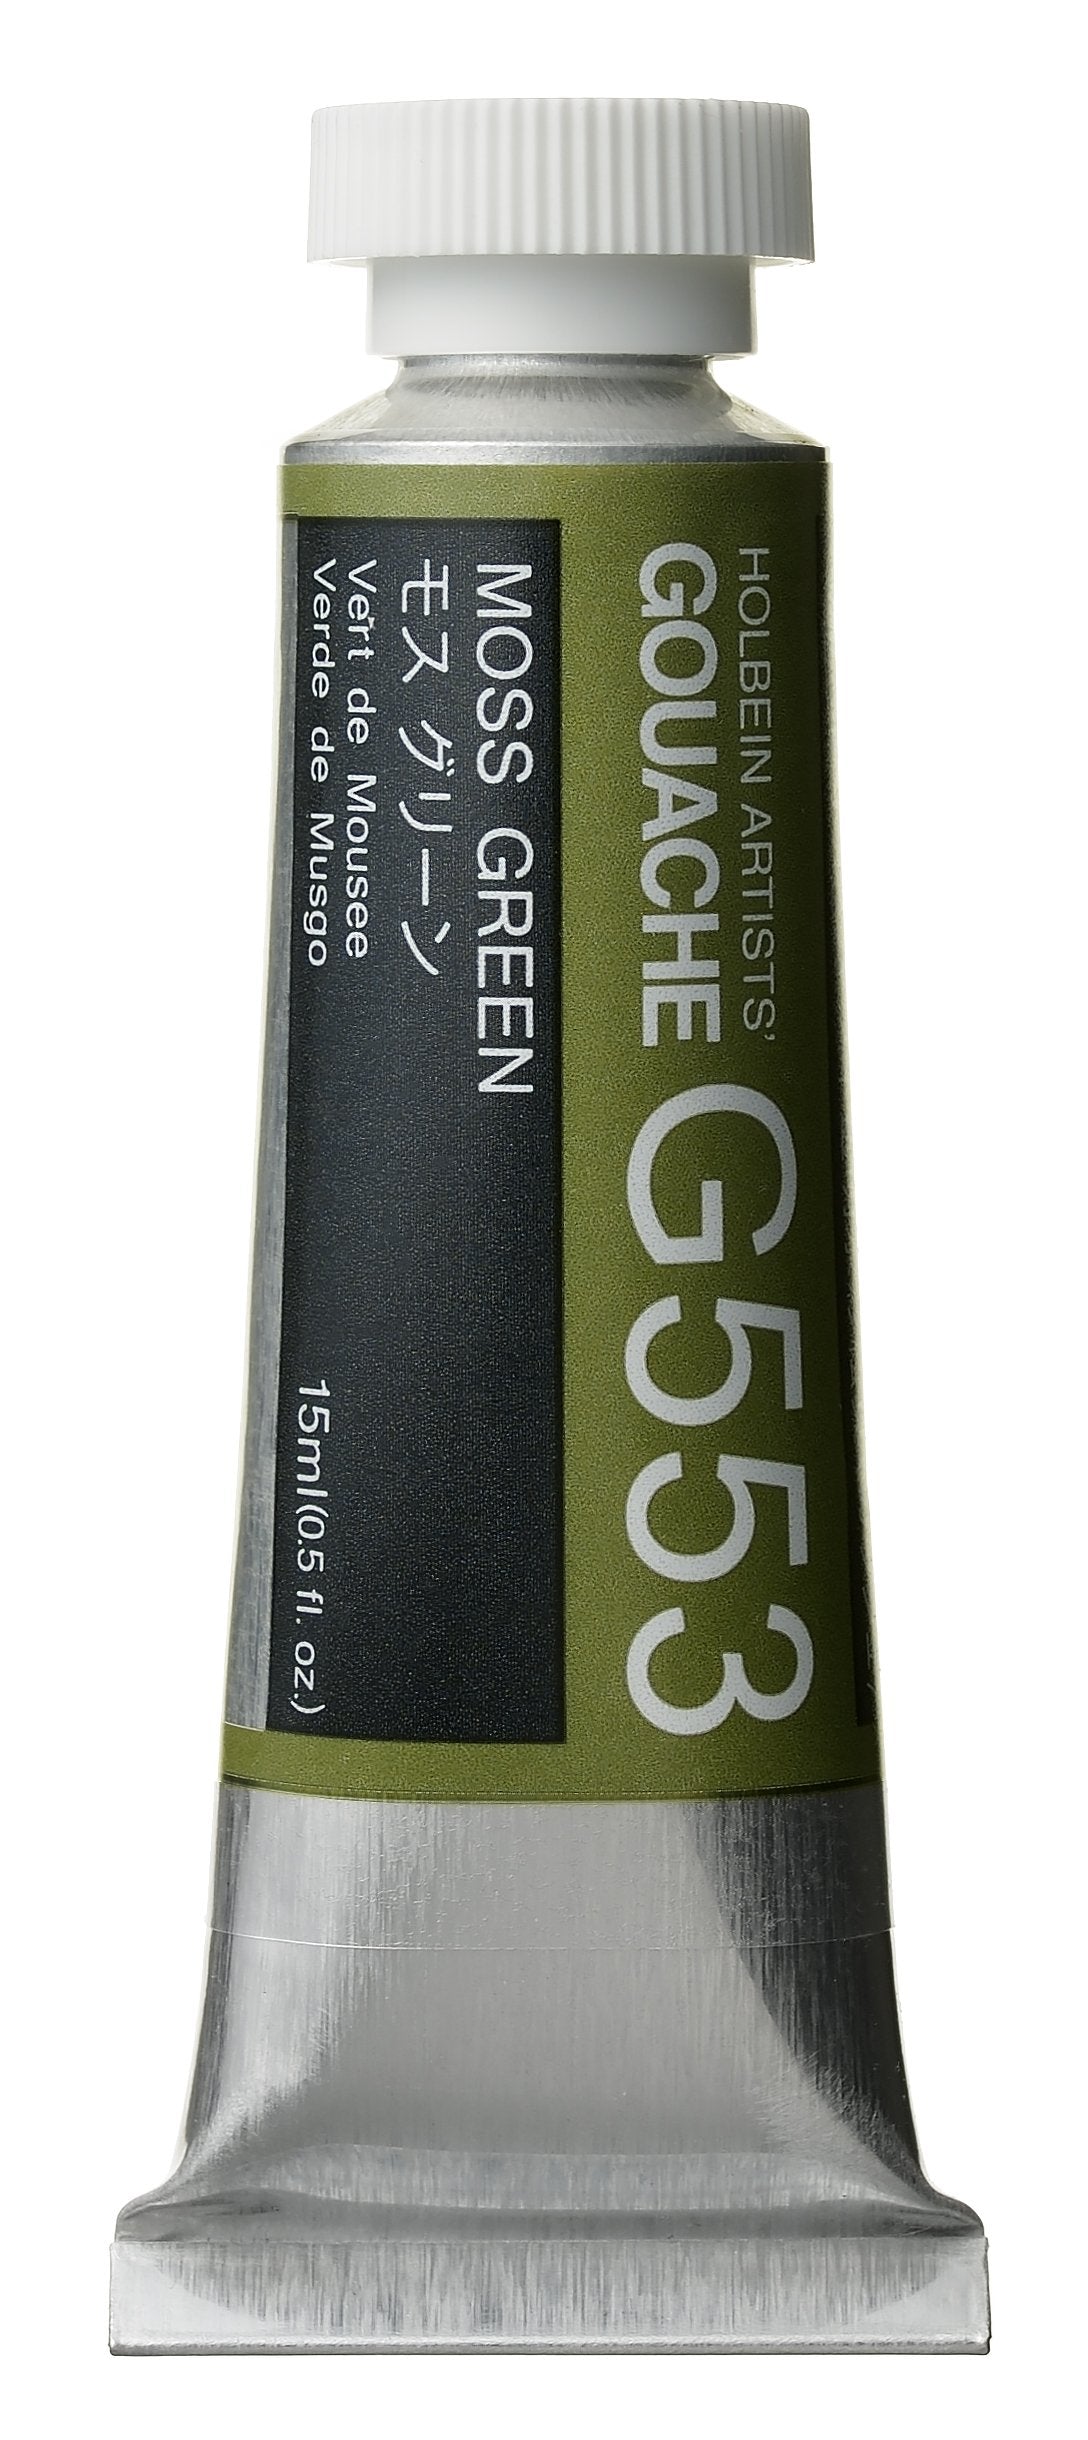 HOLBEIN ARTISTS'
GOUACHE G553
MOSS GREEN
モス グリーン
Vert de Mousee
Verde de Musgo
15ml(0.5 fl. oz.)